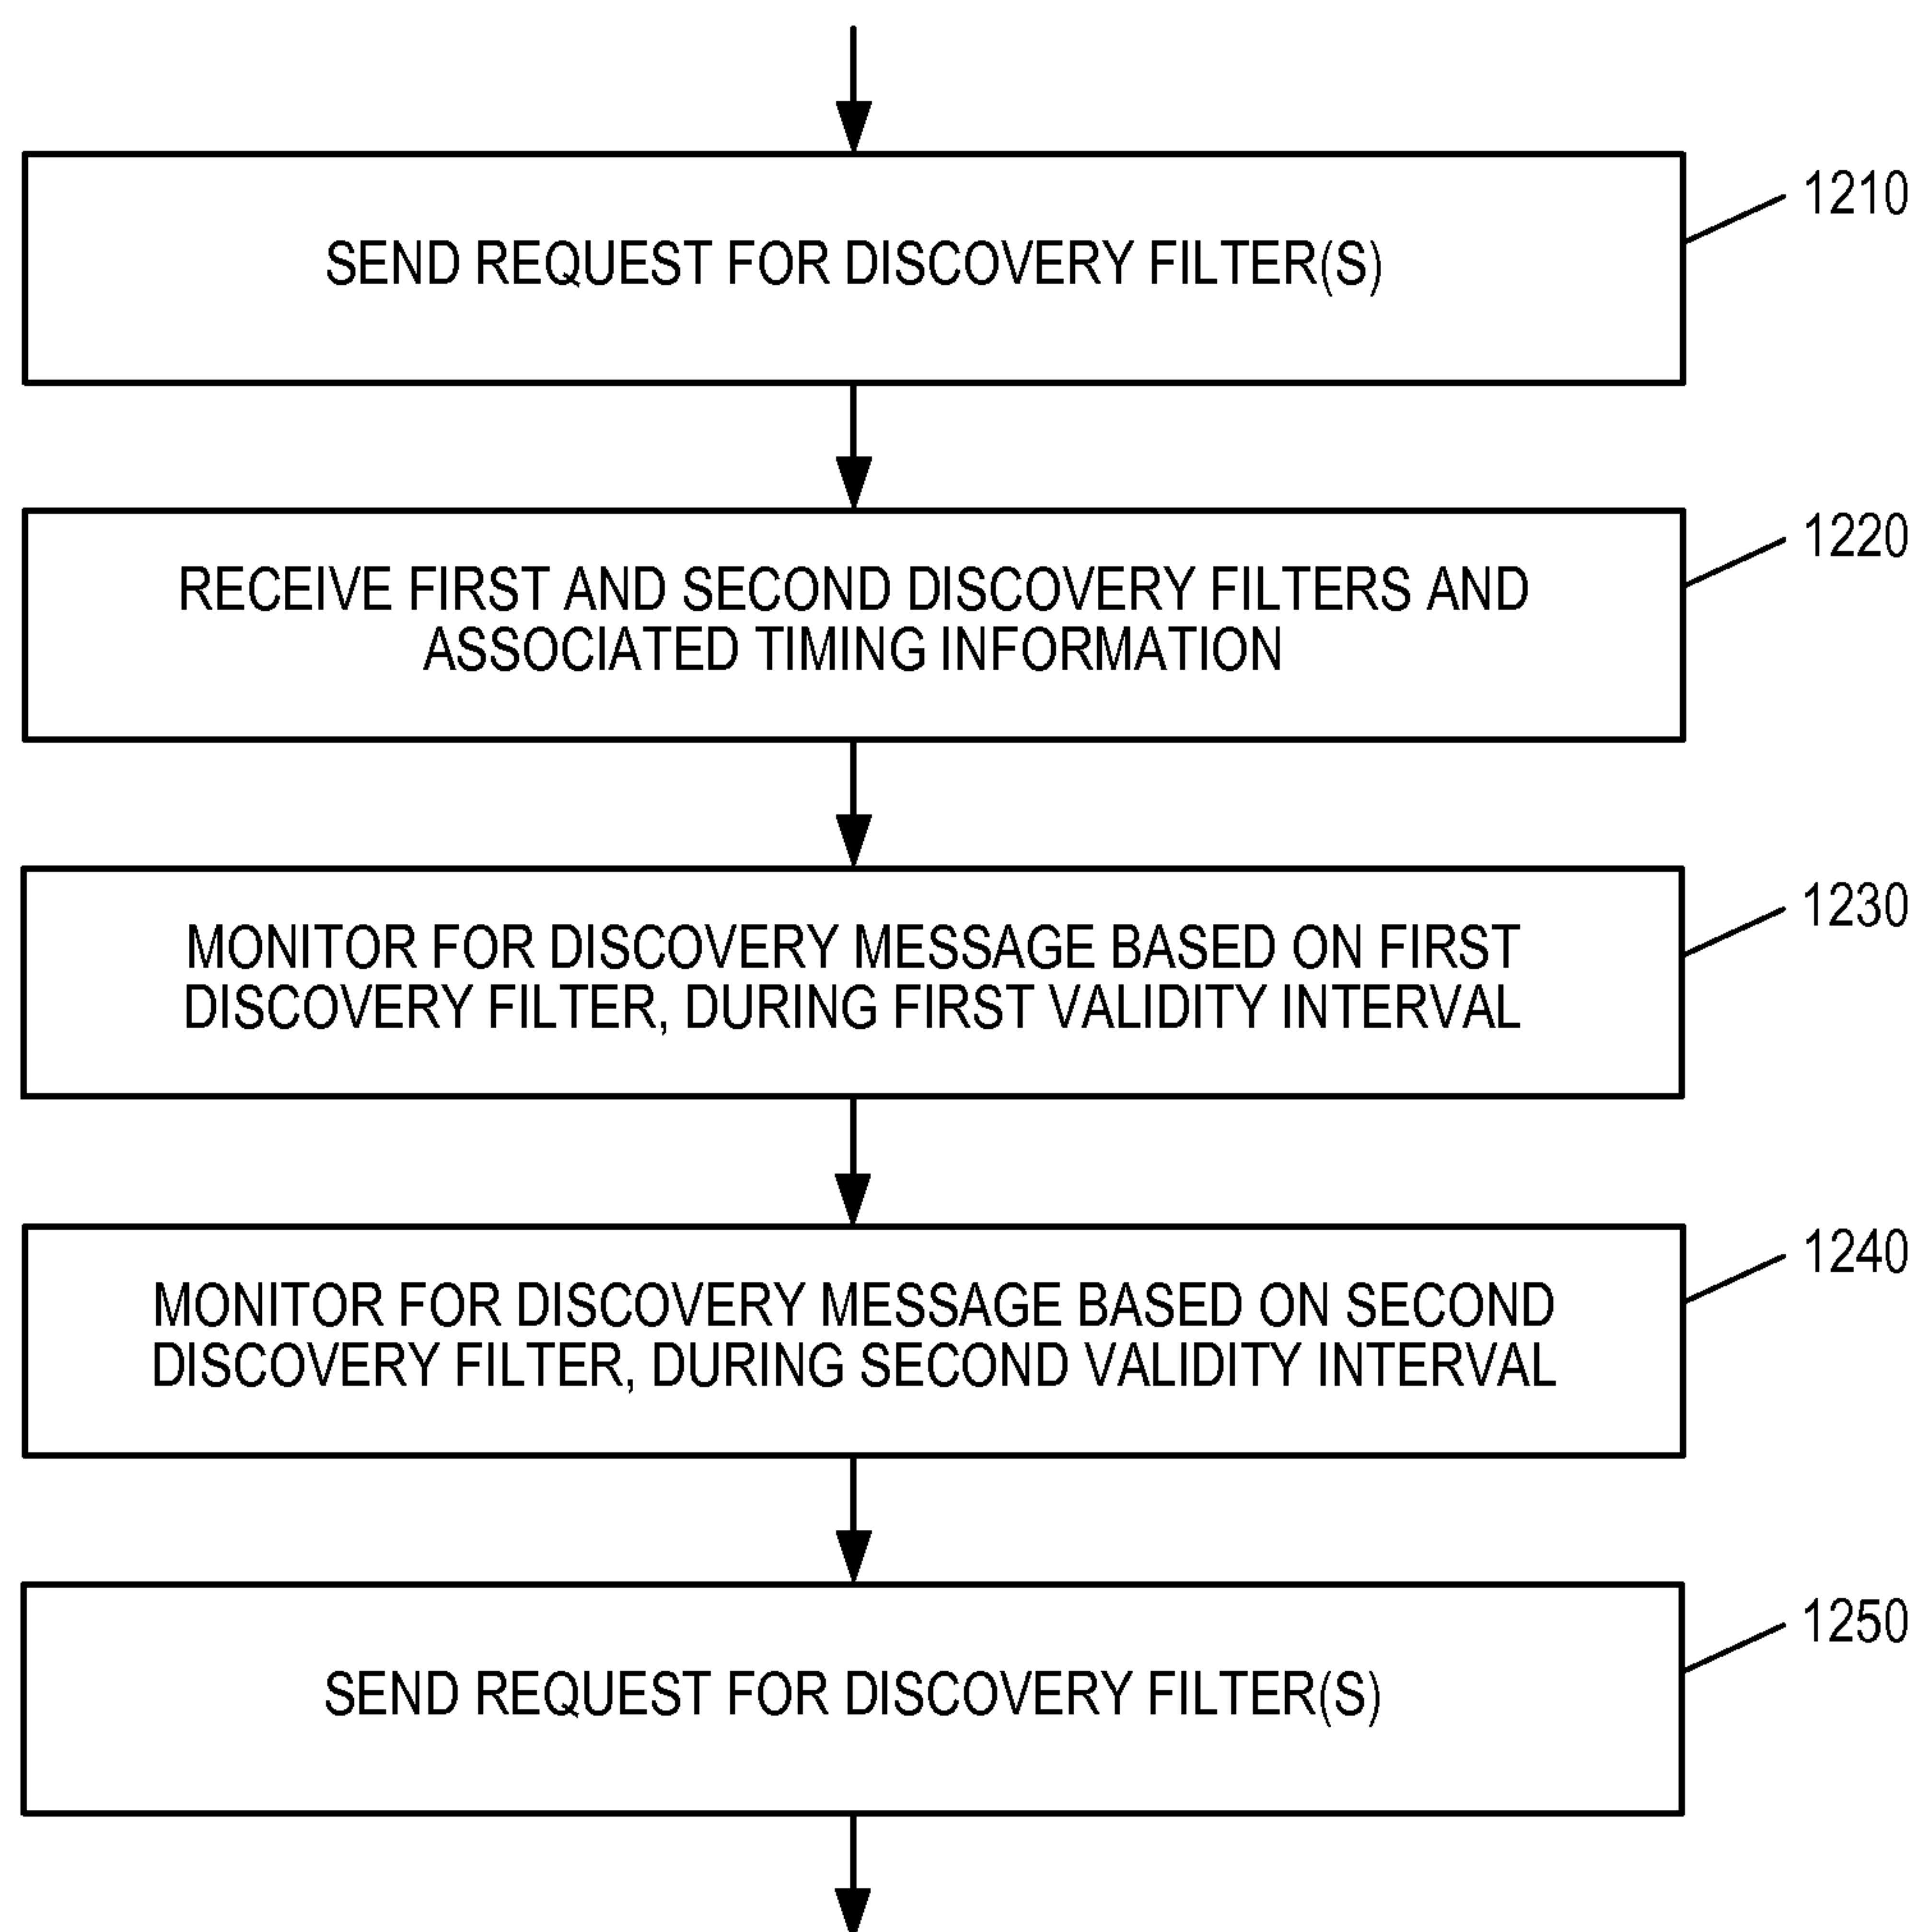 1210
SEND REQUEST FOR DISCOVERY FILTER(S)
1220
RECEIVE FIRST AND SECOND DISCOVERY FILTERS AND
ASSOCIATED TIMING INFORMATION
1230
MONITOR FOR DISCOVERY MESSAGE BASED ON FIRST
DISCOVERY FILTER, DURING FIRST VALIDITY INTERVAL
1240
MONITOR FOR DISCOVERY MESSAGE BASED ON SECOND
DISCOVERY FILTER, DURING SECOND VALIDITY INTERVAL
1250
SEND REQUEST FOR DISCOVERY FILTER(S)